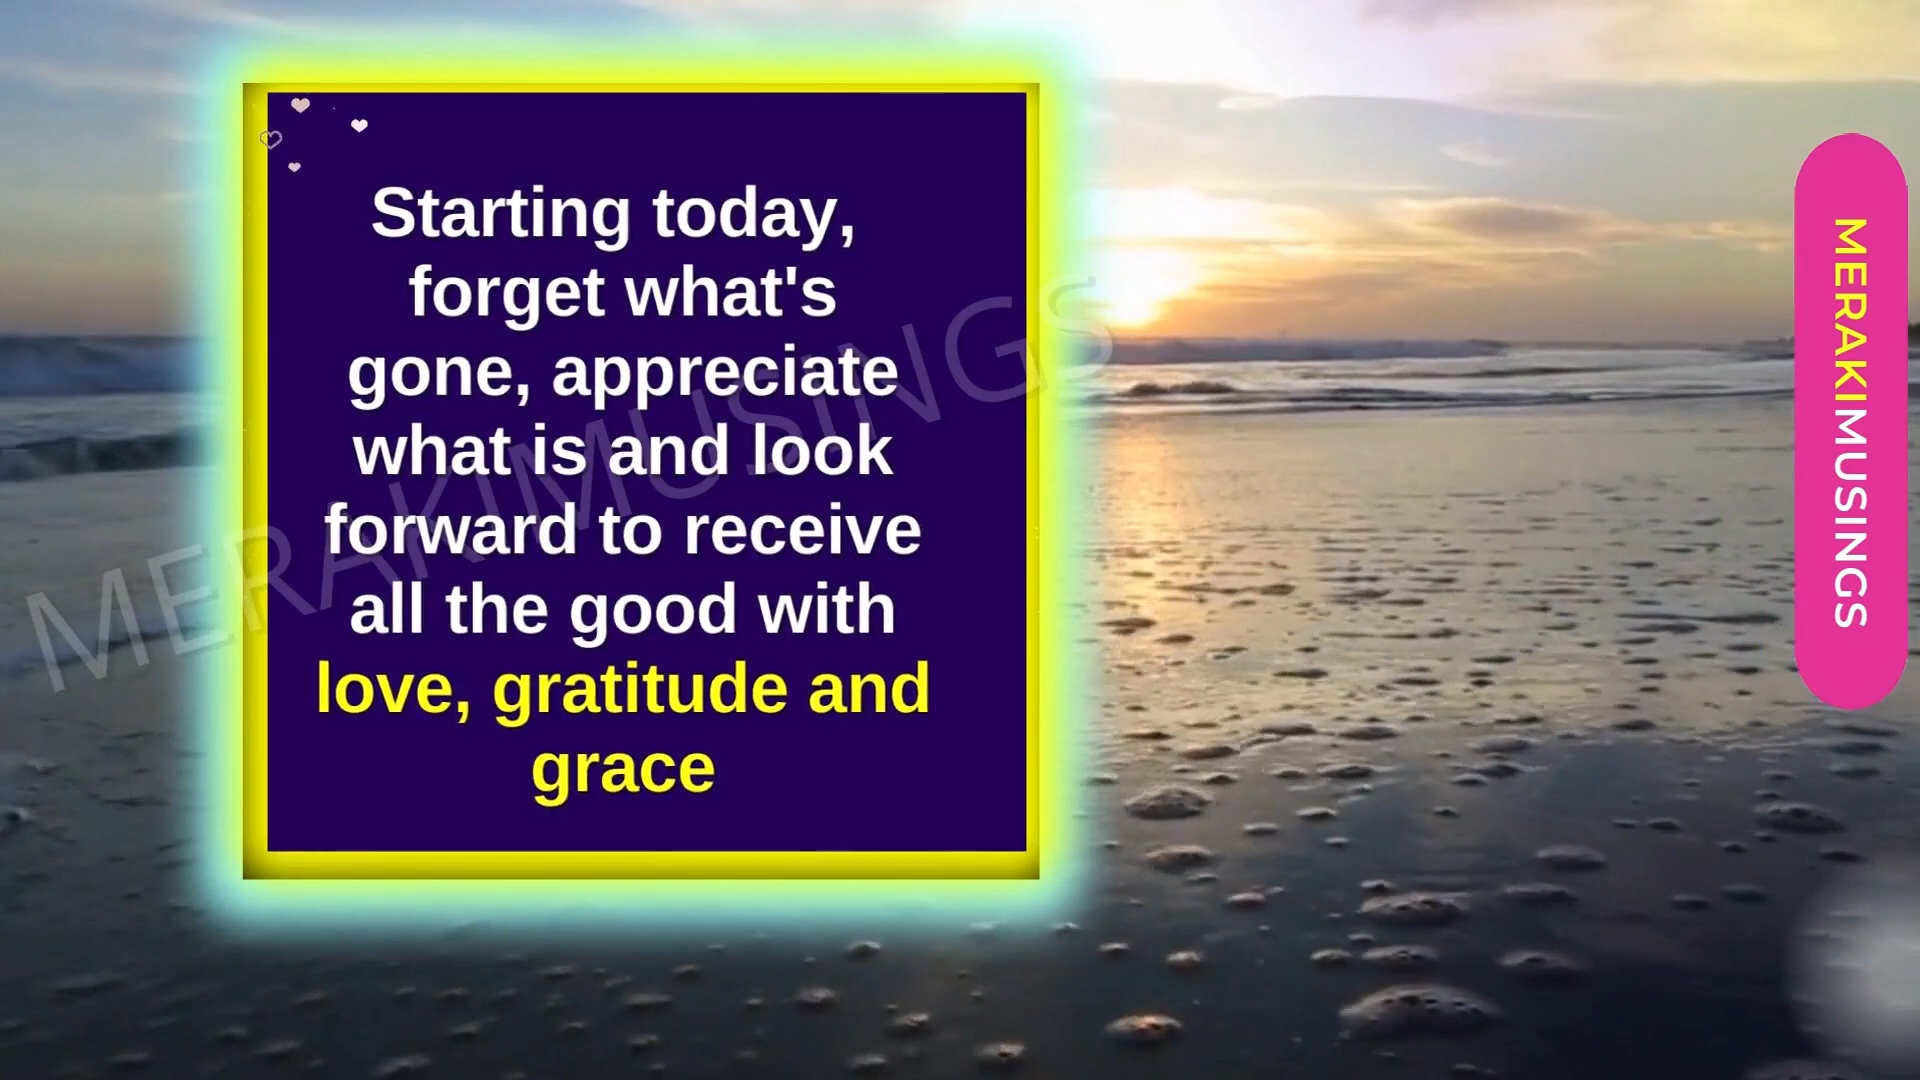 Starting today,
forget what's
gone, appreciate
what is and look
forward to receive
all the good with
love, gratitude and
grace
MERAKIMUSINGS
MERAKIMUSINGS